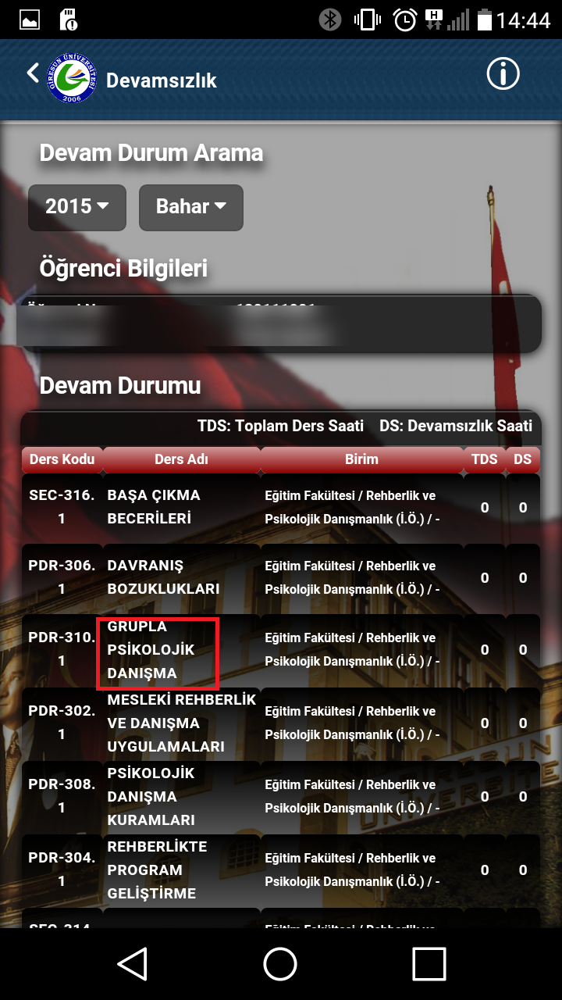 H
14:44
GİRESUN ÜNİVERSİTESİ
2006
Devamsızlık
Devam Durum Arama
2015 Bahar
Öğrenci Bilgileri
Devam Durumu
TDS: Toplam Ders Saati DS: Devamsızlık Saati
Ders Kodu Ders Adı Birim TDS DS
SEC-316.
1
BAŞA ÇIKMA
BECERİLERİ
Eğitim Fakültesi / Rehberlik ve
Psikolojik Danışmanlık (İ.Ö.) / -
0 0
PDR-306.
1
DAVRANIŞ
BOZUKLUKLARI
Eğitim Fakültesi / Rehberlik ve
Psikolojik Danışmanlık (İ.Ö.) / -
0 0
PDR-310.
1
GRUPLA
PSİKOLOJİK
DANIŞMA
Eğitim Fakültesi / Rehberlik ve
Psikolojik Danışmanlık (İ.Ö.) / -
0 0
PDR-302.
1
MESLEKİ REHBERLİK
VE DANIŞMA
UYGULAMALARI
Eğitim Fakültesi / Rehberlik ve
Psikolojik Danışmanlık (İ.Ö.) / -
0 0
PDR-308.
1
PSİKOLOJİK
DANIŞMA
KURAMLARI
Eğitim Fakültesi / Rehberlik ve
Psikolojik Danışmanlık (İ.Ö.) / -
0 0
PDR-304.
1
REHBERLİKTE
PROGRAM
GELİŞTİRME
Eğitim Fakültesi / Rehberlik ve
Psikolojik Danışmanlık (İ.Ö.) / -
0 0
SEC-314.
Eğitim Fakültesi / Rehberlik ve